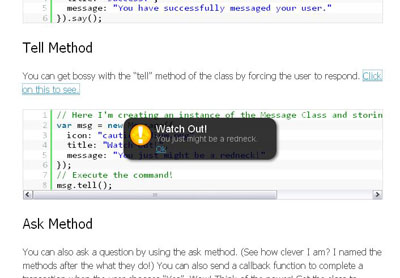 title: "Success!",
5 message: "You have successfully messaged your user."
6 }).say();
Tell Method
You can get bossy with the "tell" method of the class by forcing the user to respond. Click
on this to see.
1 // Here I'm creating an instance of the Message Class and storin
2 var msg = new
3 icon: "caut
4 title: "Watch
5 message: "You just might be a redneck!"
6 });
7 // Execute the command!
8 msg.tell();
Watch Out!
You just might be a redneck.
Ok.
Ask Method
You can also ask a question by using the ask method. (See how clever I am? I named the
methods after the what they do!) You can also send a callback function to complete a